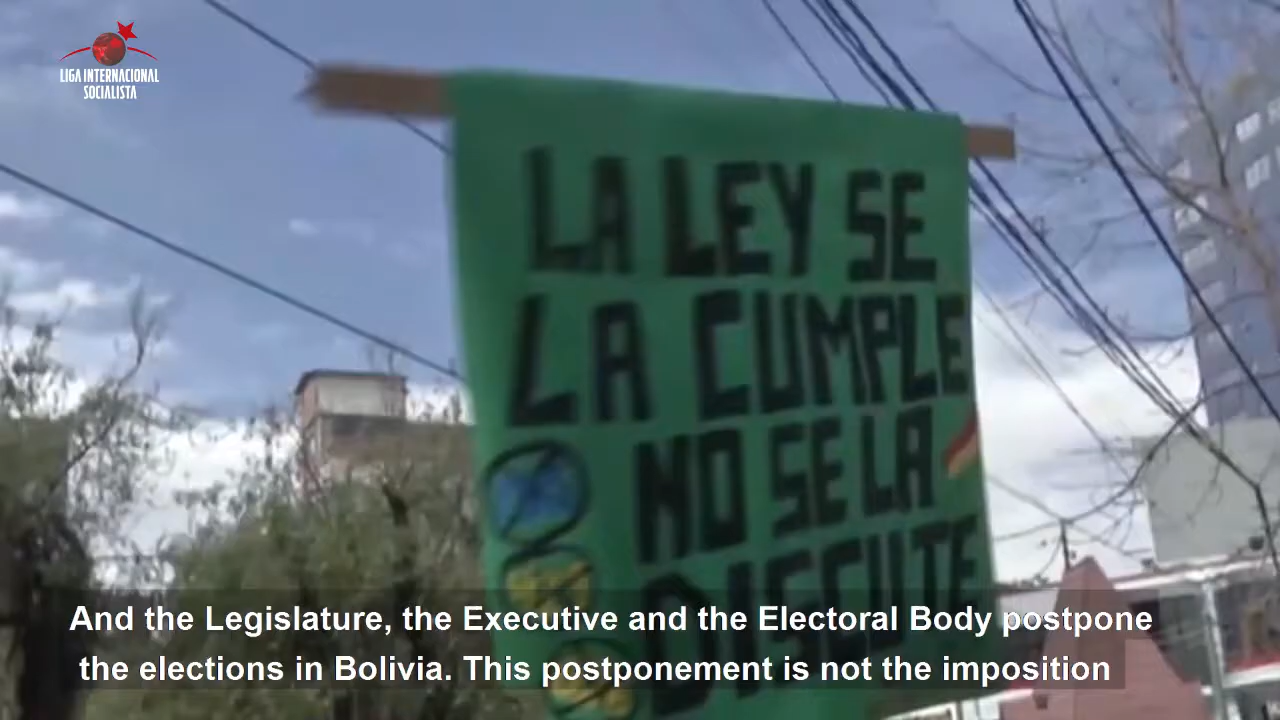 LIGA INTERNACIONAL
SOCIALISTA
LA LEY SE
LA CUMPLE
NO SE LA
DISCUTE
And the Legislature, the Executive and the Electoral Body postpone
the elections in Bolivia. This postponement is not the imposition